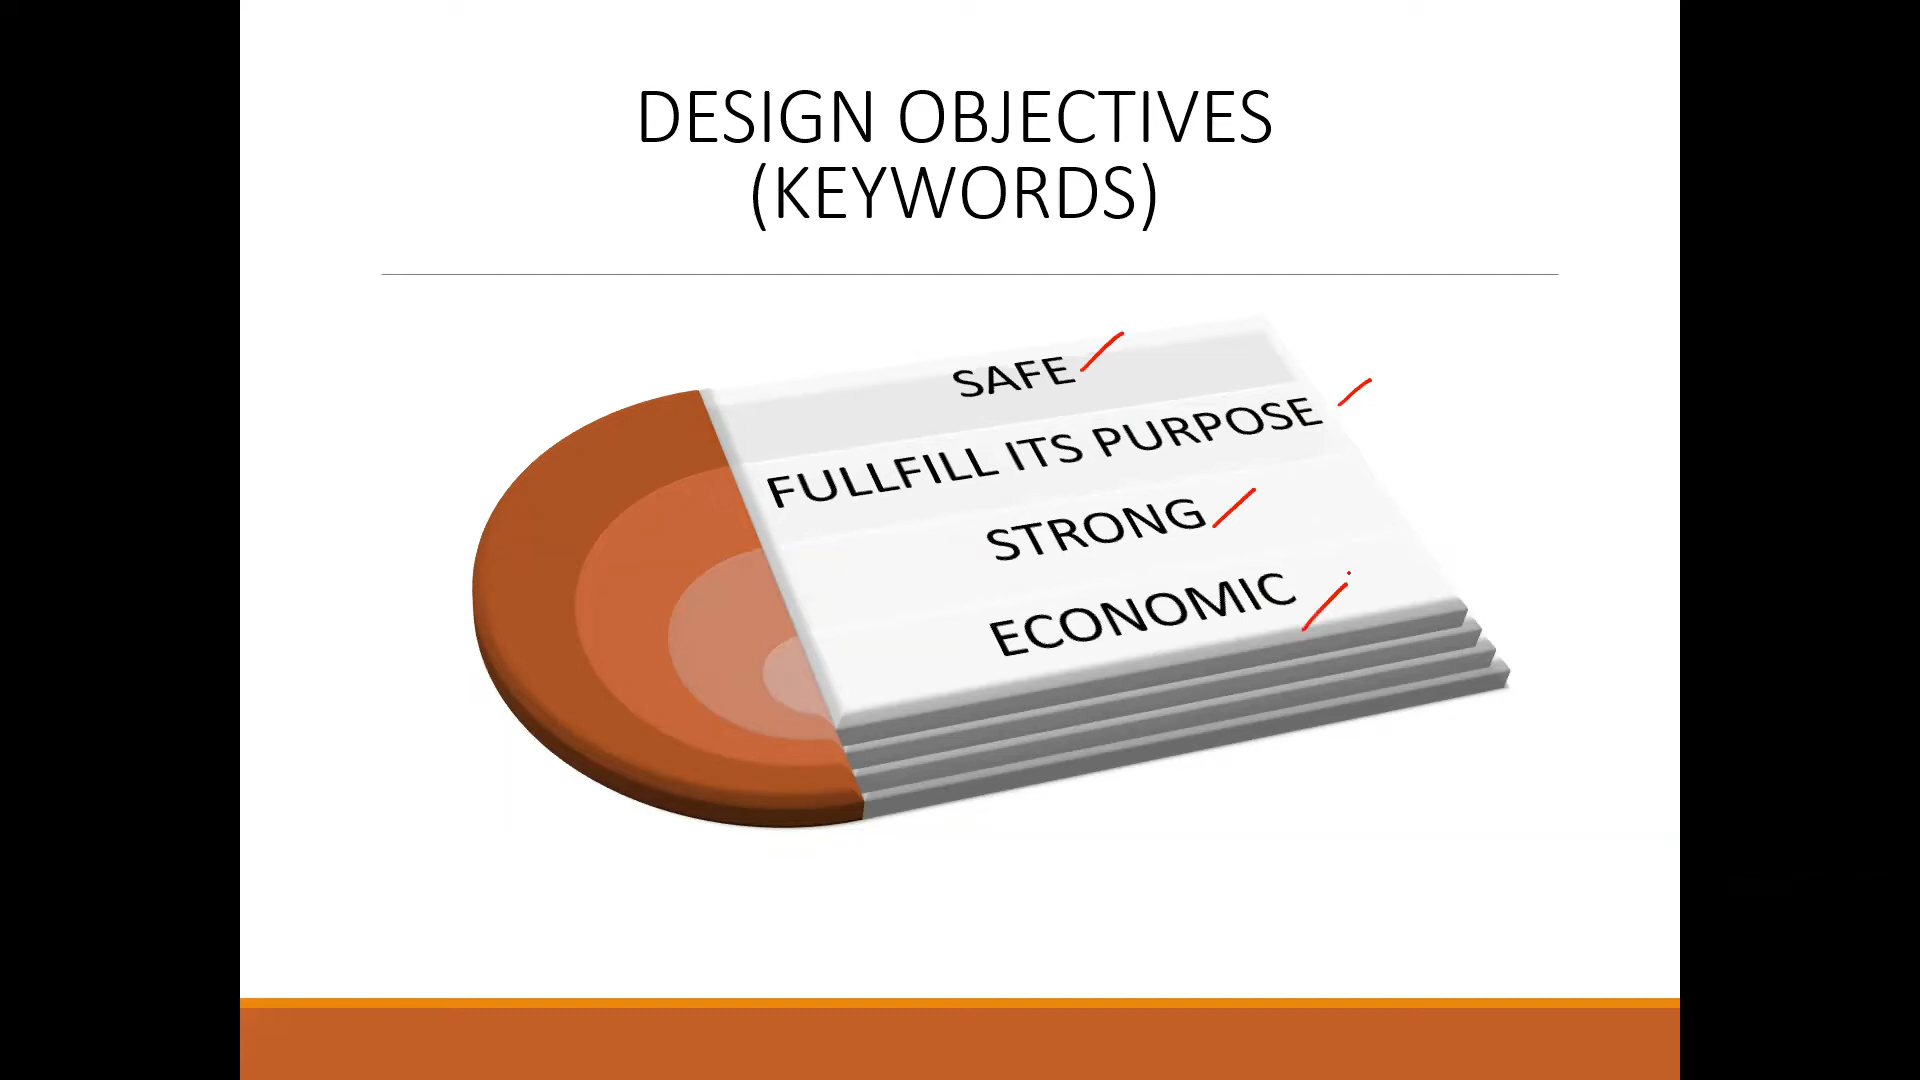 DESIGN OBJECTIVES
(KEYWORDS)
SAFE
FULLFILL ITS PURPOSE
STRONG
ECONOMIC